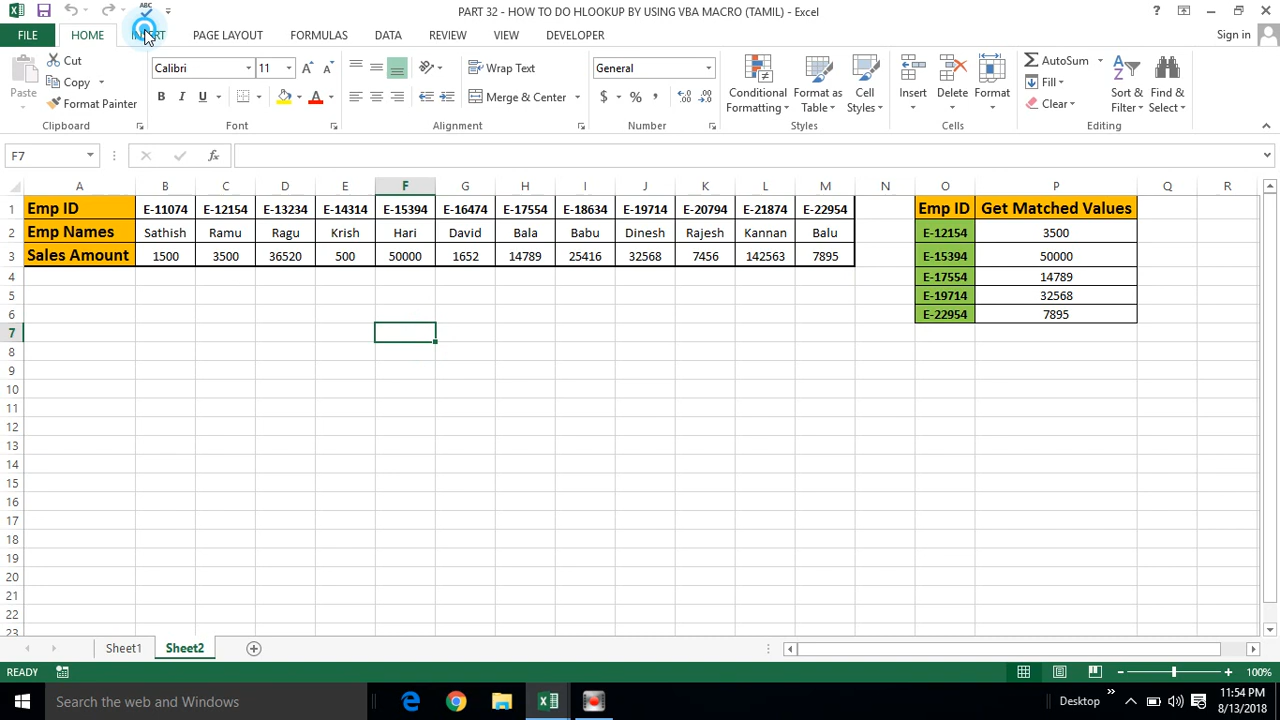 ABC
PART 32 - HOW TO DO HLOOKUP BY USING VBA MACRO (TAMIL) - Excel
?
FILE HOME INSERT PAGE LAYOUT FORMULAS DATA REVIEW VIEW DEVELOPER Sign in
Paste Cut Calibri 11 Wrap Text General Conditional Formatting Format as Table Cell Styles Insert Delete Format AutoSum Sort & Filter Find & Select
Copy Fill
Format Painter B I U A Merge & Center $ % , Clear
Clipboard Font Alignment Number Styles Cells Editing
F7 fx
A B C D E F G H I J K L M N O P Q R
1 Emp ID E-11074 E-12154 E-13234 E-14314 E-15394 E-16474 E-17554 E-18634 E-19714 E-20794 E-21874 E-22954 Emp ID Get Matched Values
2 Emp Names Sathish Ramu Ragu Krish Hari David Bala Babu Dinesh Rajesh Kannan Balu E-12154 3500
3 Sales Amount 1500 3500 36520 500 50000 1652 14789 25416 32568 7456 142563 7895 E-15394 50000
4 E-17554 14789
5 E-19714 32568
6 E-22954 7895
7
8
9
10
11
12
13
14
15
16
17
18
19
20
21
22
23
Sheet1 Sheet2
READY 100%
Search the web and Windows Desktop 11:54 PM
8/13/2018